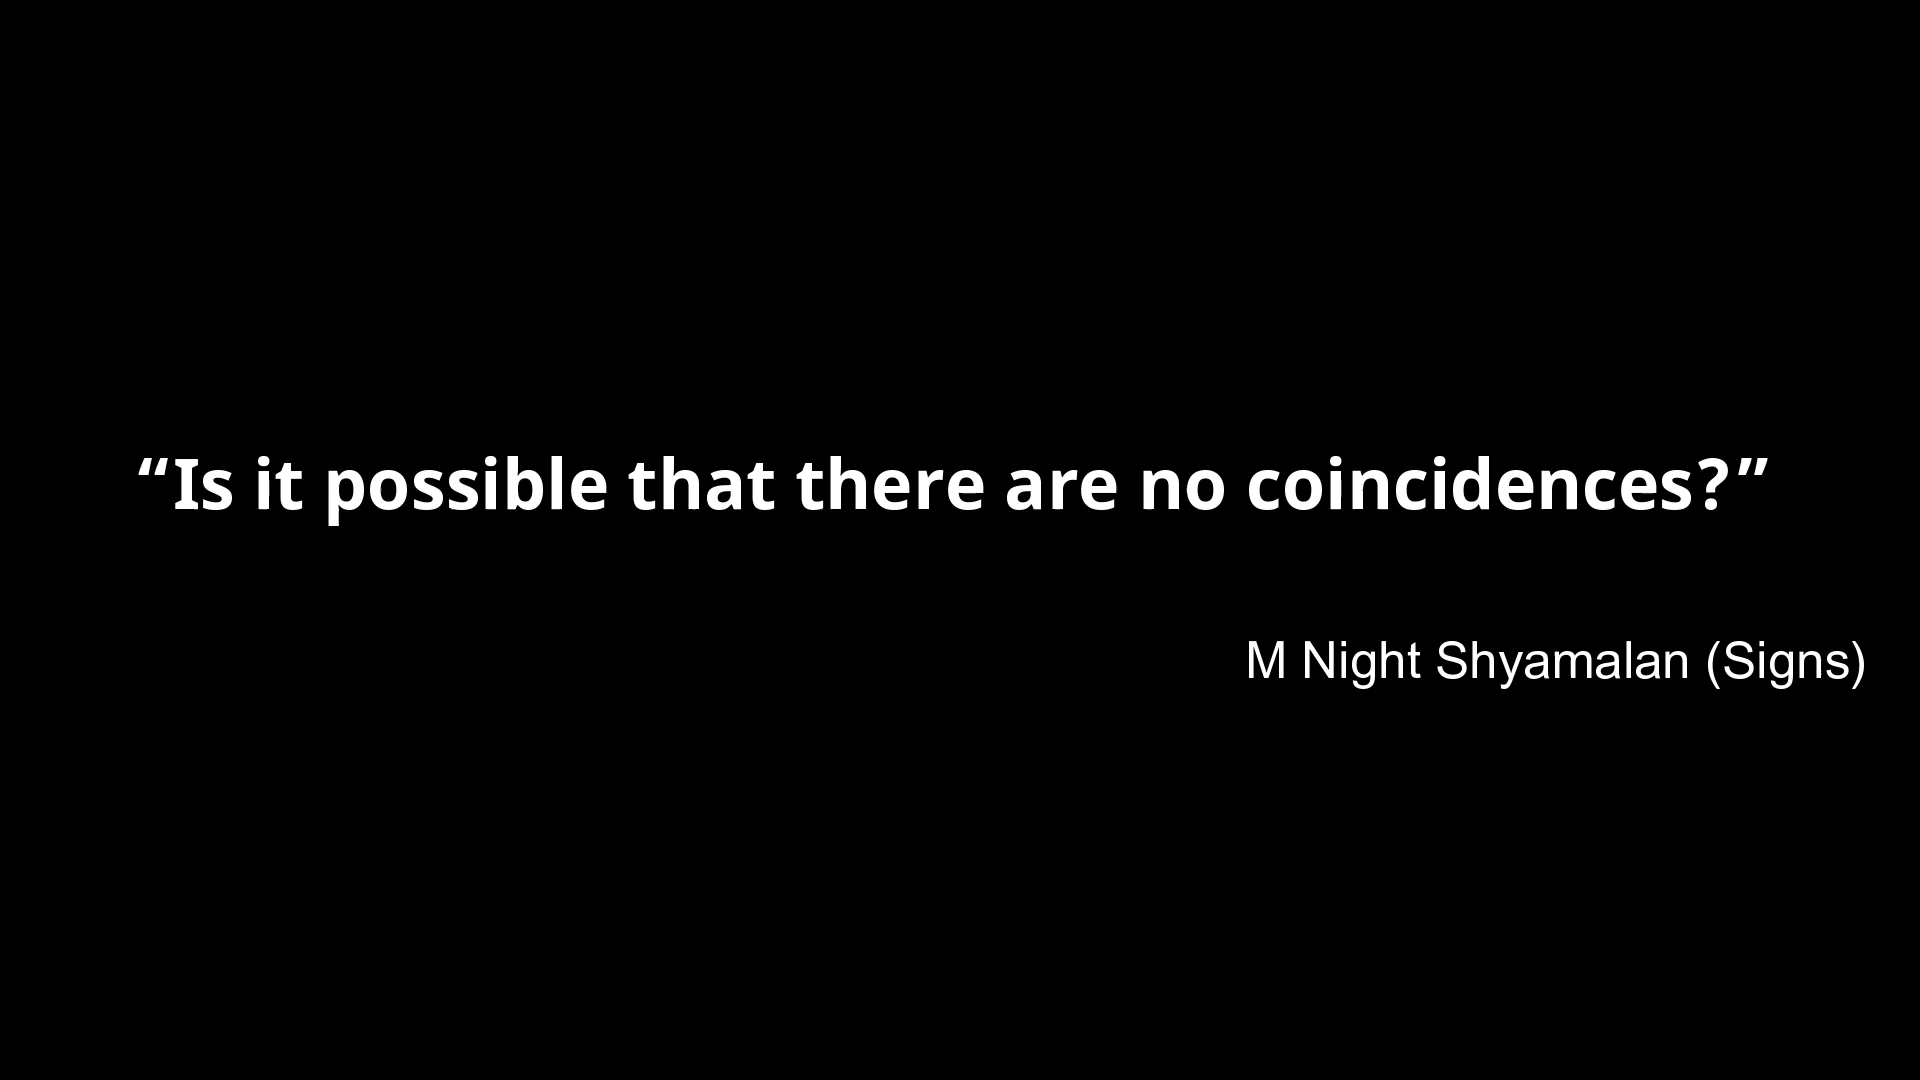 “Is it possible that there are no coincidences?”
M Night Shyamalan (Signs)